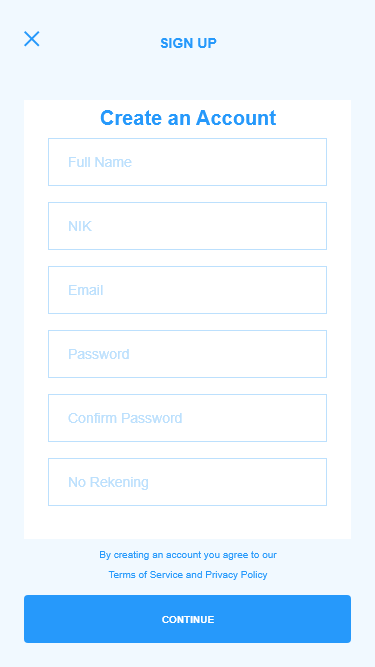 SIGN UP
Create an Account
Full Name
NIK
Email
Password
Confirm Password
No Rekening
By creating an account you agree to our
Terms of Service and Privacy Policy
CONTINUE